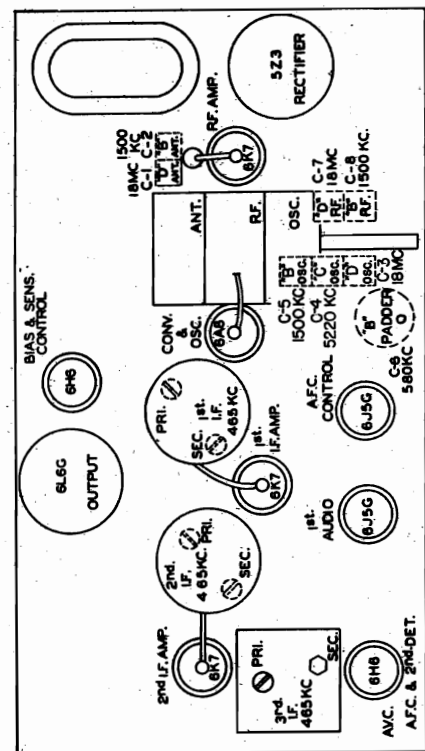 5Z3
RECTIFIER
6L6G
OUTPUT
BIAS & SENS.
CONTROL
6H6
R.F. AMP.
6K7
1500
KC
C-2
"B"
ANT.
18MC
C-1
"D"
ANT.
ANT.
R.F.
OSC.
C-7
"D"
RF.
18MC
C-8
"B"
R.F.
1500 KC.
CONV.
&
OSC.
6A8
C-5
"B"
OSC.
1500 KC
C-4
"C"
OSC.
5220 KC
"D"
OSC.
C-3
18MC
"B"
PADDER
C-6
580KC
PRI.
SEC.
1st.
I.F.
465 KC
1st.
I.F. AMP.
6K7
A.F.C.
CONTROL
6J5G
1st.
AUDIO
6J5G
2nd.
I.F.
465KC.
PRI.
SEC.
2nd I.F. AMP.
6K7
PRI.
SEC.
3rd.
I.F.
465KC
6H6
A.V.C.
A.F.C. & 2nd-DET.